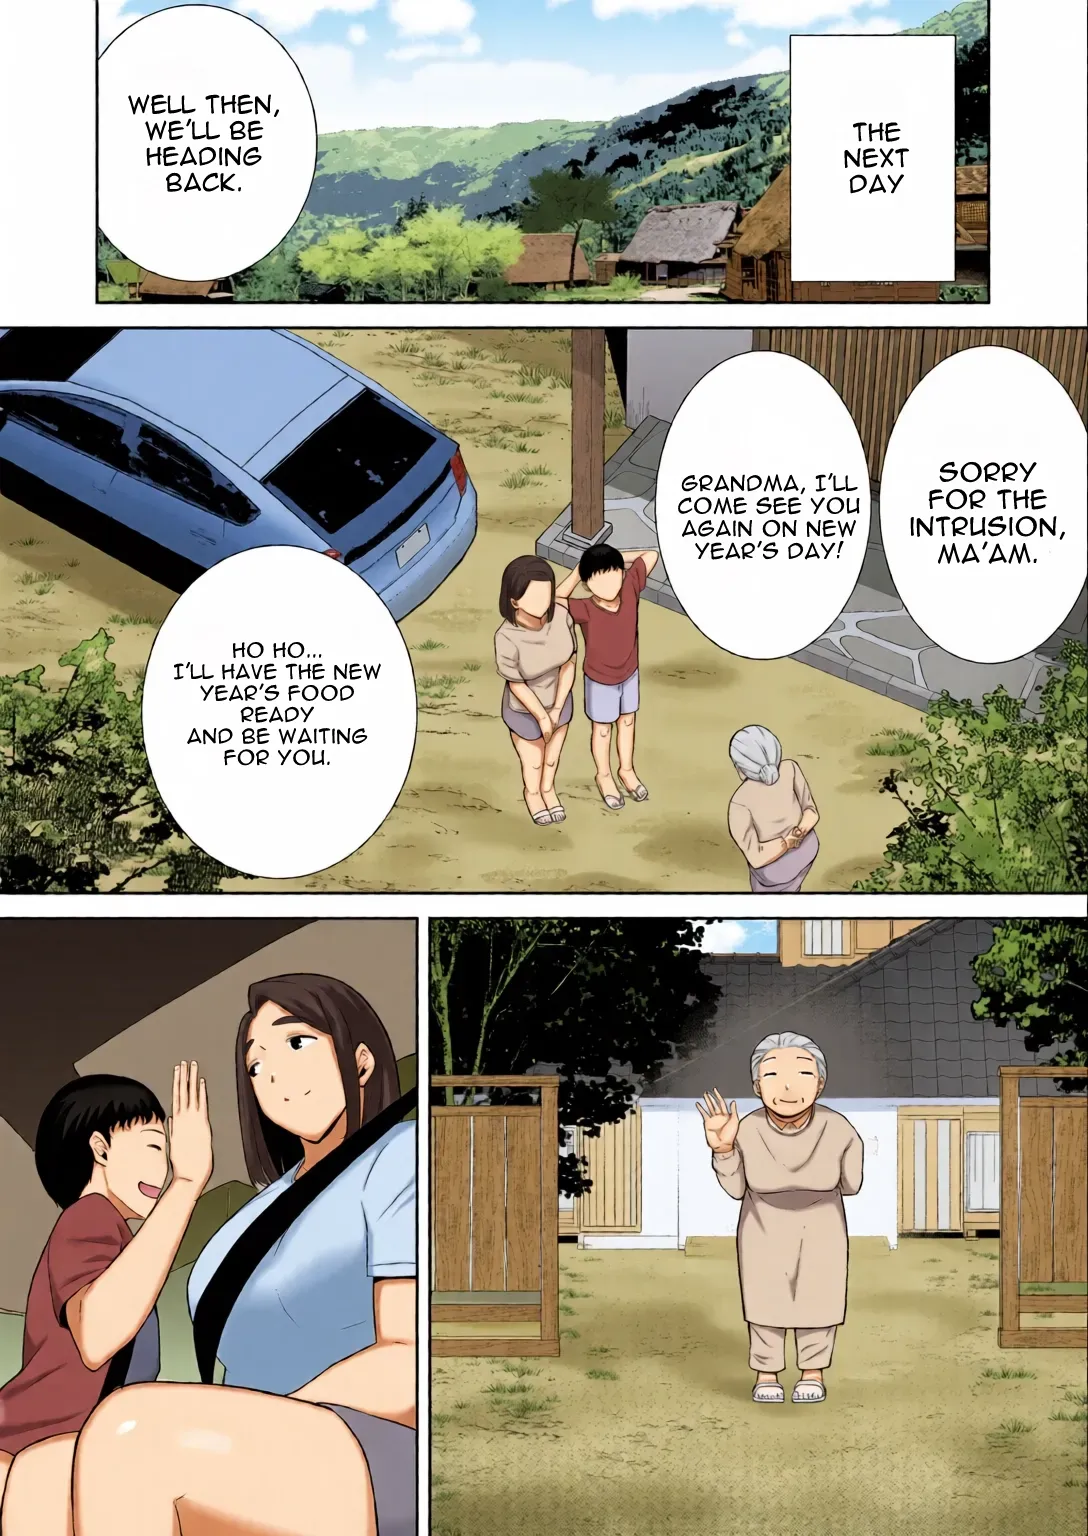 THE
NEXT
DAY
WELL THEN,
WE'LL BE
HEADING
BACK.
SORRY
FOR THE
INTRUSION,
MA'AM.
GRANDMA, I'LL
COME SEE YOU
AGAIN ON NEW
YEAR'S DAY!
HO HO...
I'LL HAVE THE NEW
YEAR'S FOOD
READY
AND BE WAITING
FOR YOU.